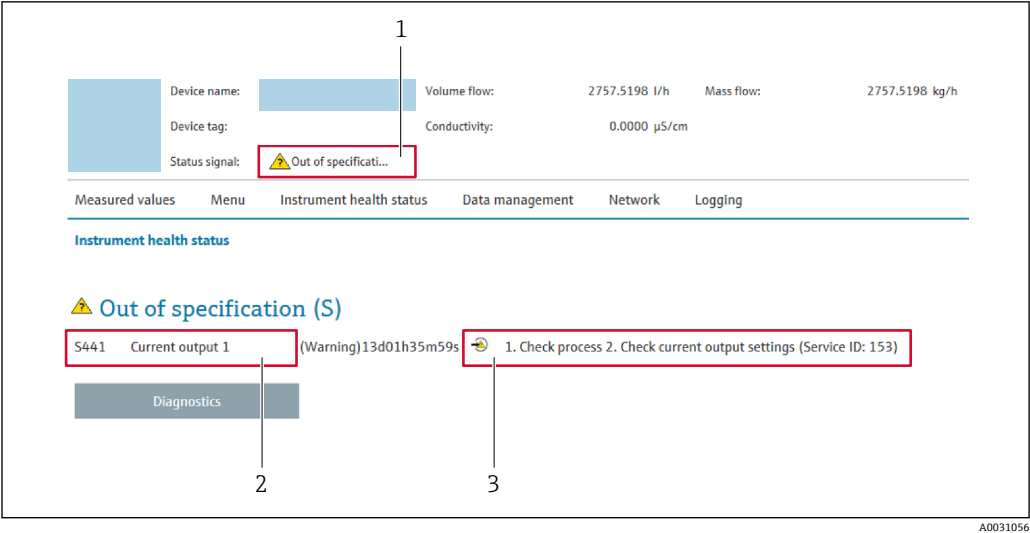 1
Device name: Volume flow: 2757.5198 l/h Mass flow: 2757.5198 kg/h
Device tag: Conductivity: 0.0000 µS/cm
Status signal: Out of specificati...
Measured values Menu Instrument health status Data management Network Logging
Instrument health status
Out of specification (S)
S441 Current output 1 (Warning)13d01h35m59s 1. Check process 2. Check current output settings (Service ID: 153)
Diagnostics
2 3
A0031056